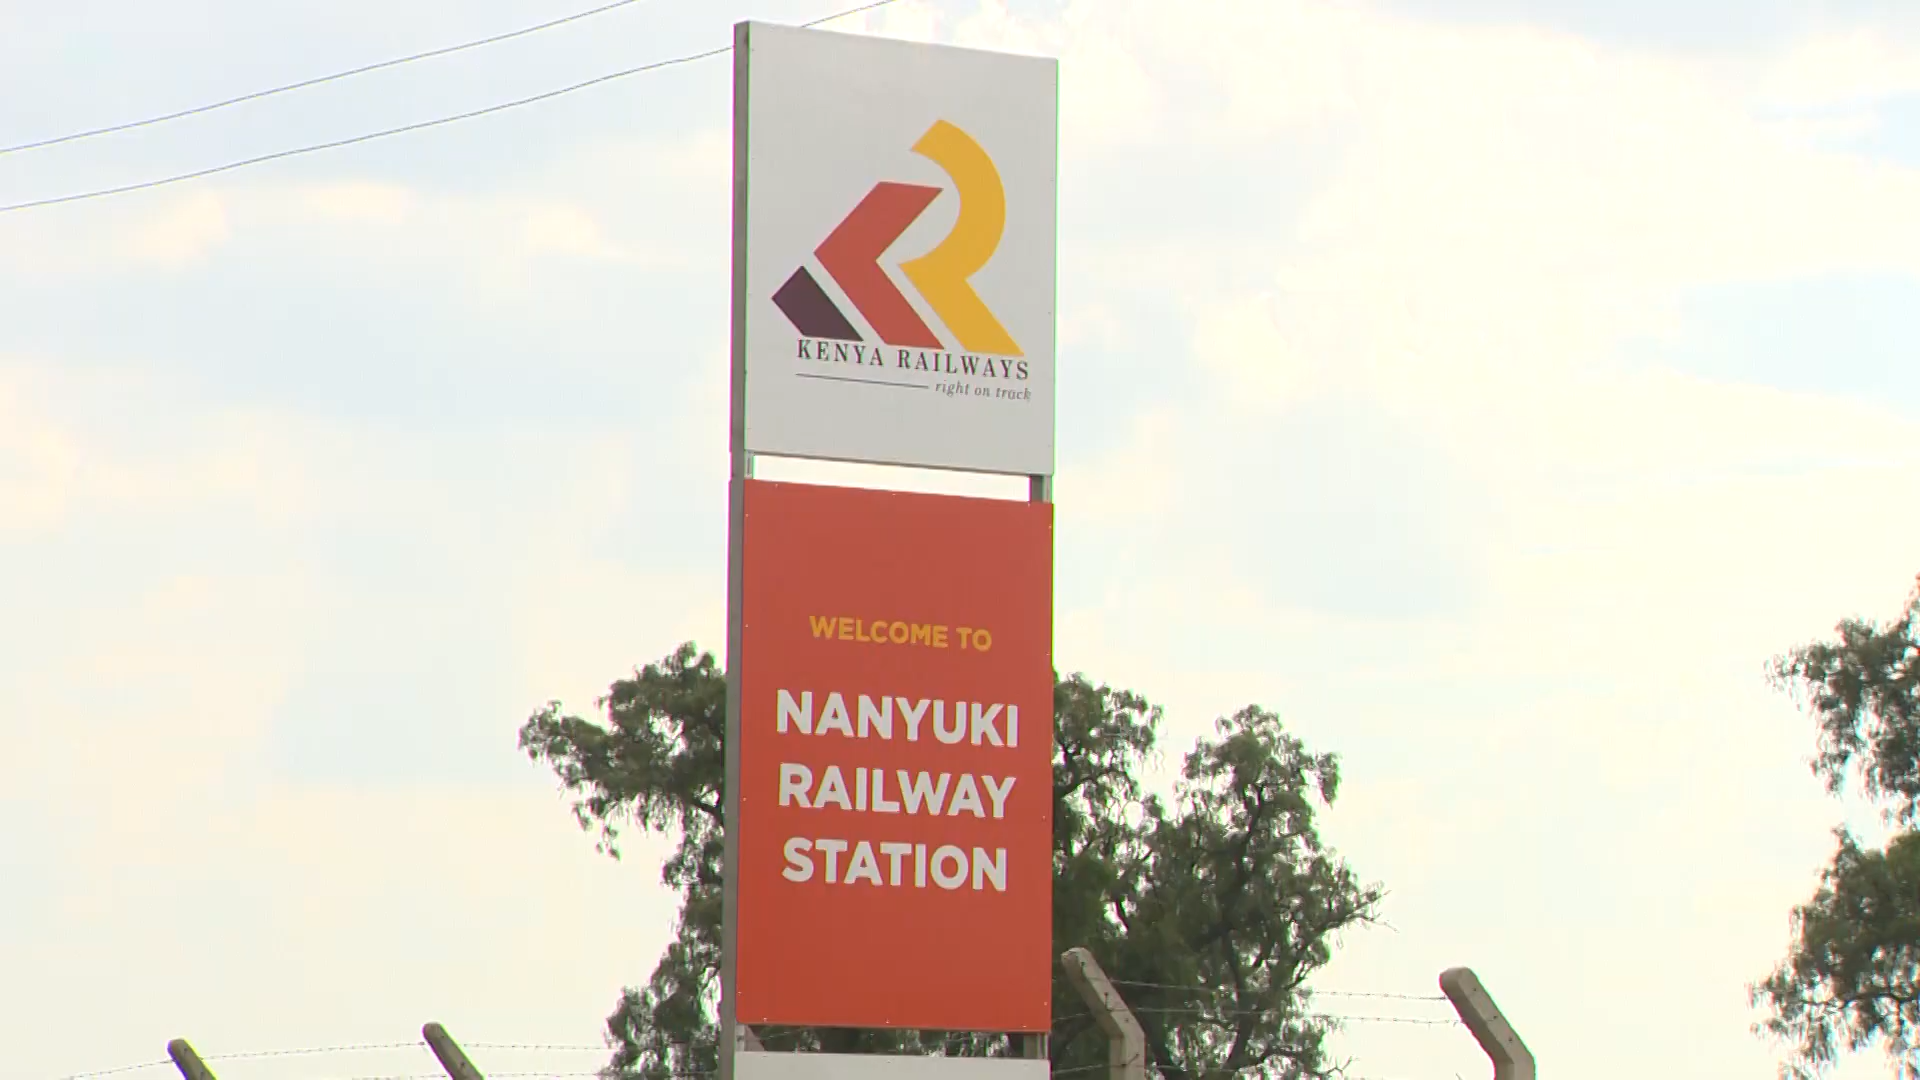 KENYA RAILWAYS
right on track
WELCOME TO
NANYUKI
RAILWAY
STATION